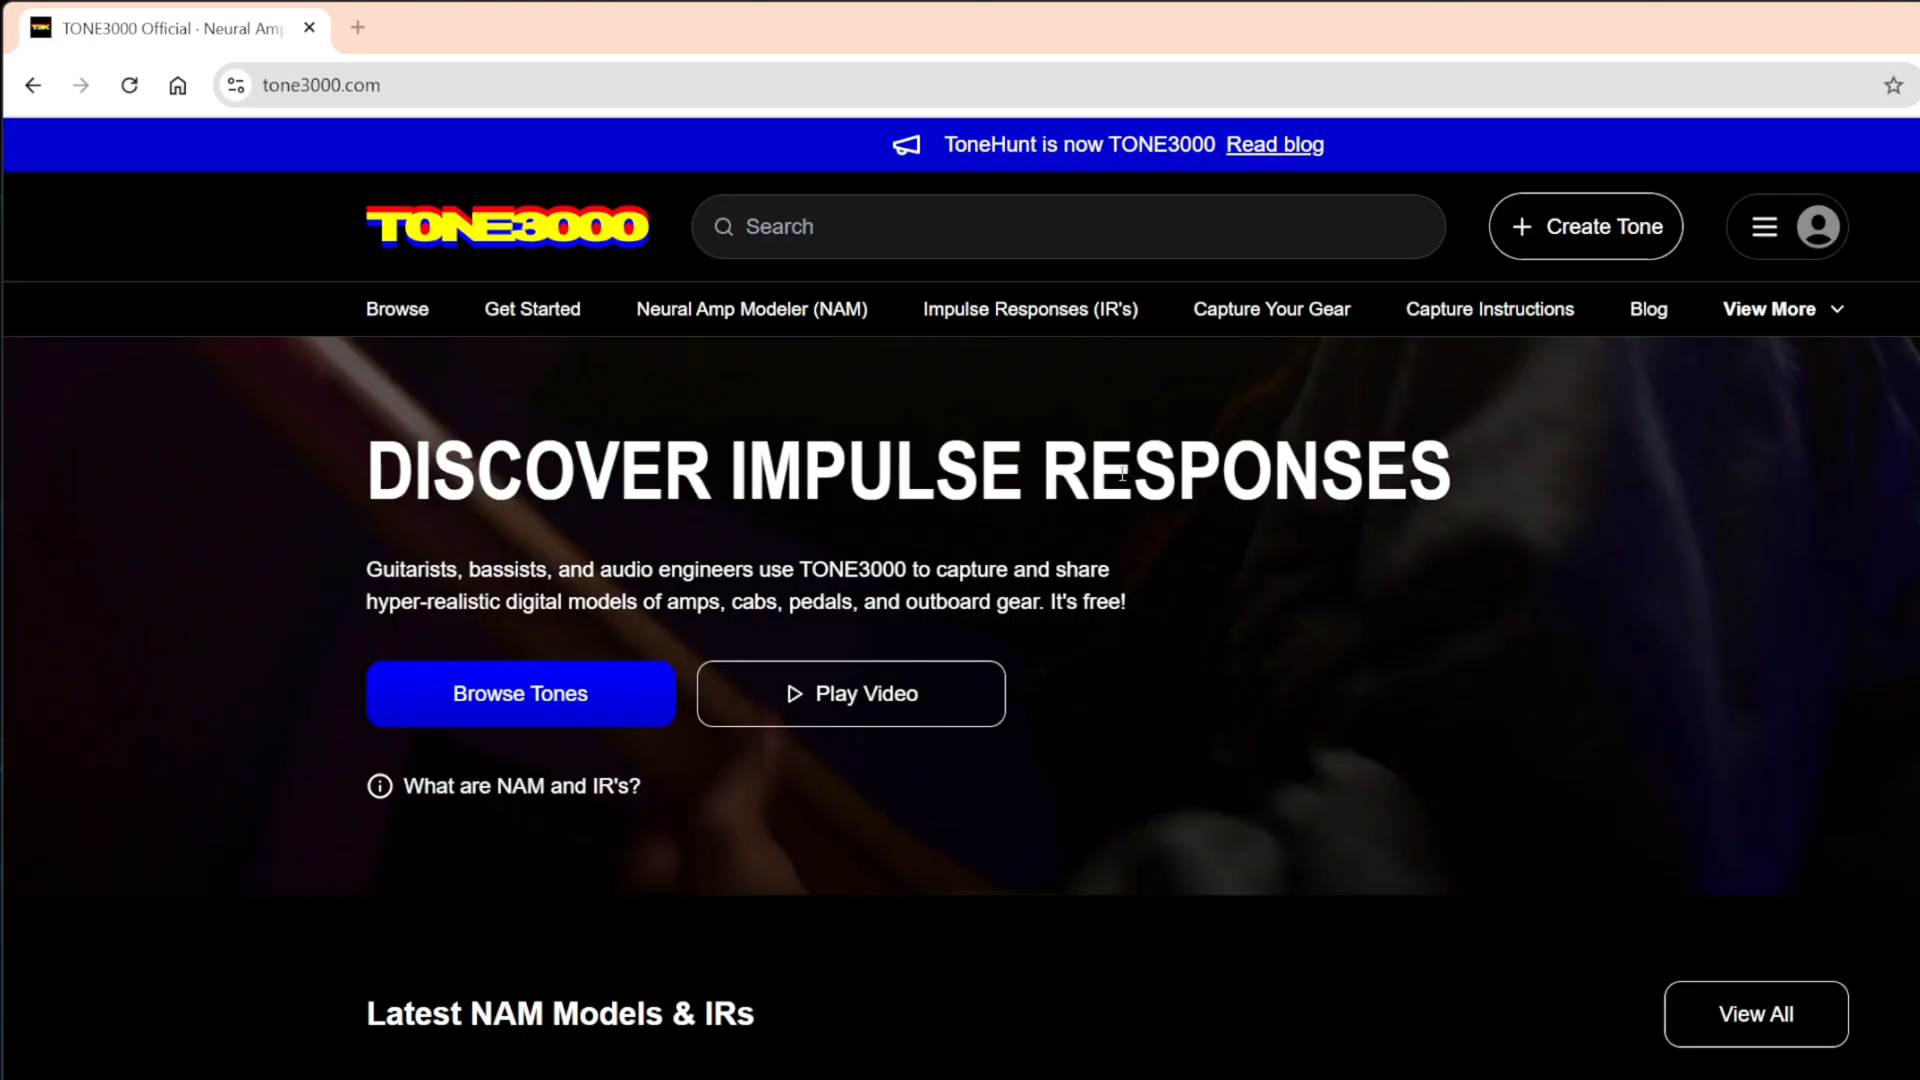 TONE3000 Official · Neural Amp
tone3000.com
ToneHunt is now TONE3000 Read blog
TONE3000
Search
Create Tone
Browse
Get Started
Neural Amp Modeler (NAM)
Impulse Responses (IR's)
Capture Your Gear
Capture Instructions
Blog
View More
DISCOVER IMPULSE RESPONSES
Guitarists, bassists, and audio engineers use TONE3000 to capture and share
hyper-realistic digital models of amps, cabs, pedals, and outboard gear. It's free!
Browse Tones
Play Video
What are NAM and IR's?
Latest NAM Models & IRs
View All